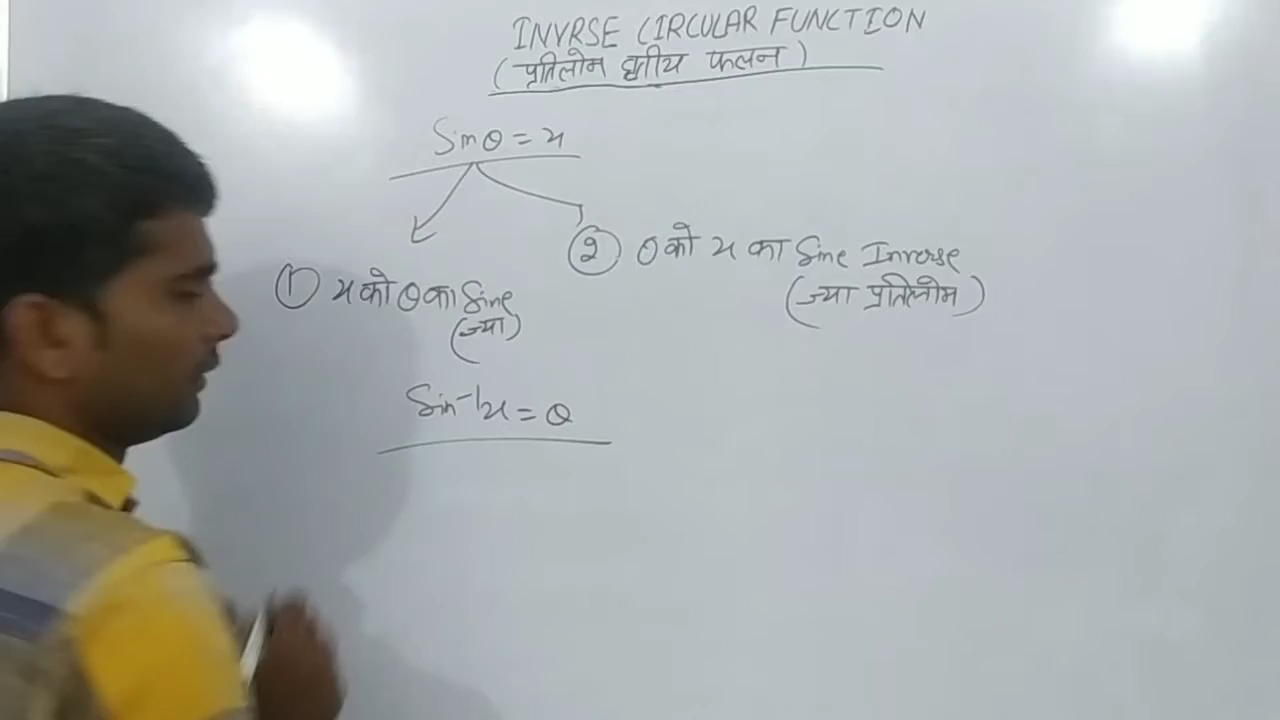 INVRSE CIRCULAR FUNCTION
(प्रतिलोम वृतीय फलन)
Sinθ = x
① x को θ का Sine
(ज्या)
② θ को x का Sine Inverse
(ज्या प्रतिलोम)
Sin⁻¹x = θ